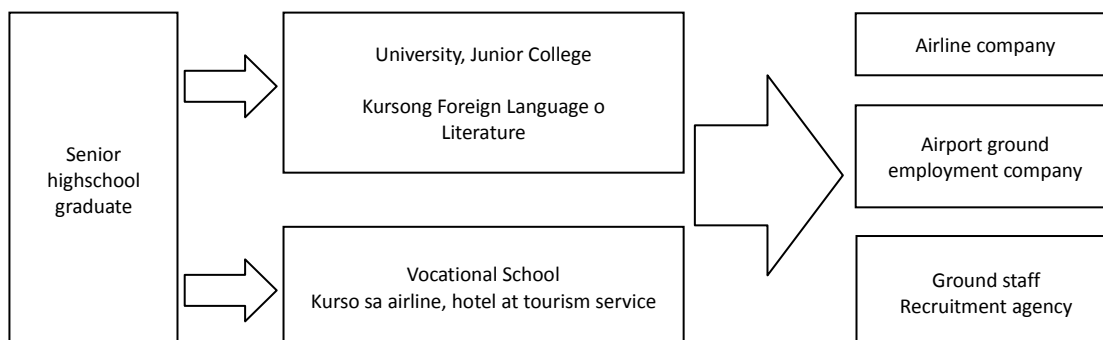 Senior
highschool
graduate
University, Junior College
Kursong Foreign Language o
Literature
Vocational School
Kurso sa airline, hotel at tourism service
Airline company
Airport ground
employment company
Ground staff
Recruitment agency